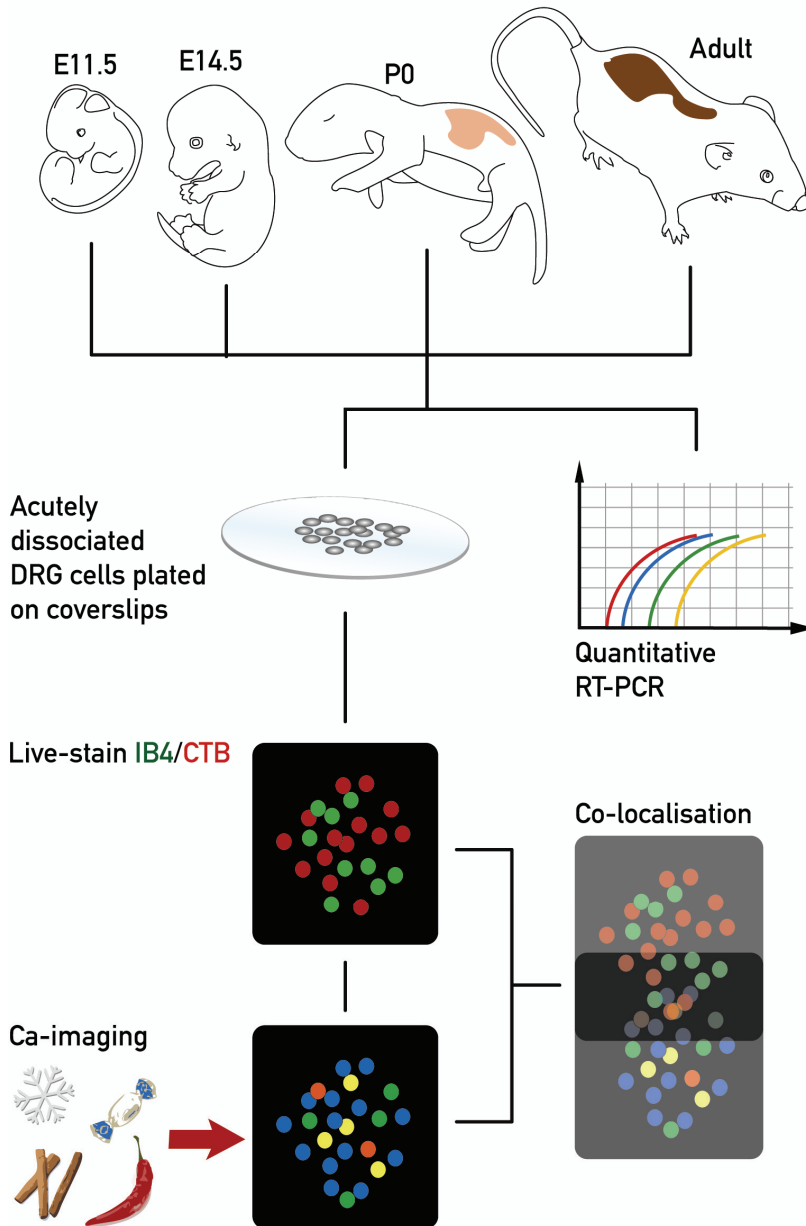 E11.5
E14.5
P0
Adult
Acutely
dissociated
DRG cells plated
on coverslips
Quantitative
RT-PCR
Live-stain IB4/CTB
Co-localisation
Ca-imaging